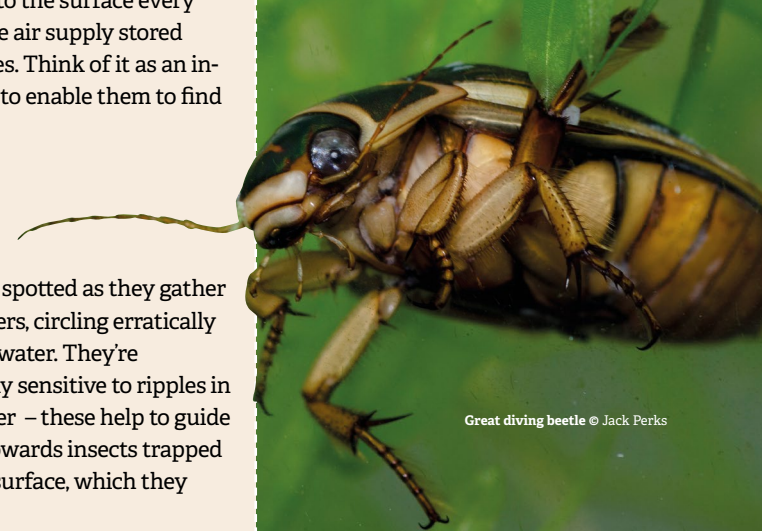 to the surface every
e air supply stored
es. Think of it as an in-
to enable them to find
spotted as they gather
ers, circling erratically
water. They're
y sensitive to ripples in
er – these help to guide
wards insects trapped
surface, which they
Great diving beetle © Jack Perks